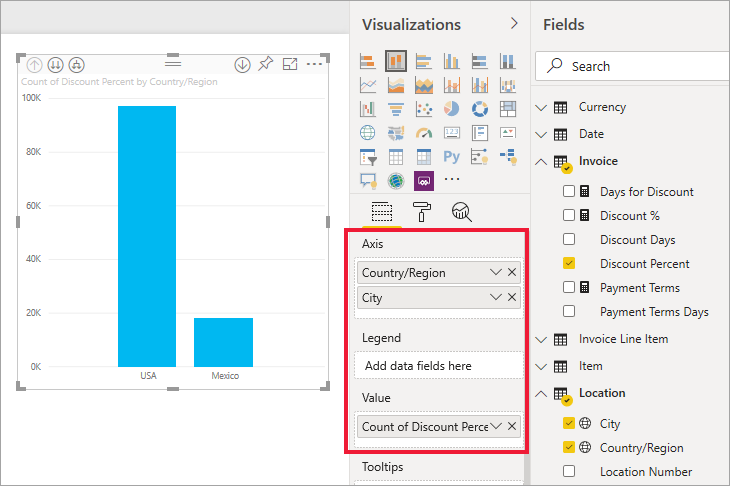 Count of Discount Percent by Country/Region
100K
80K
60K
40K
20K
0K
USA
Mexico
Visualizations
123
R
Py
Axis
Country/Region
City
Legend
Add data fields here
Value
Count of Discount Perce
Tooltips
Fields
Search
Currency
Date
Invoice
Days for Discount
Discount %
Discount Days
Discount Percent
Payment Terms
Payment Terms Days
Invoice Line Item
Item
Location
City
Country/Region
Location Number